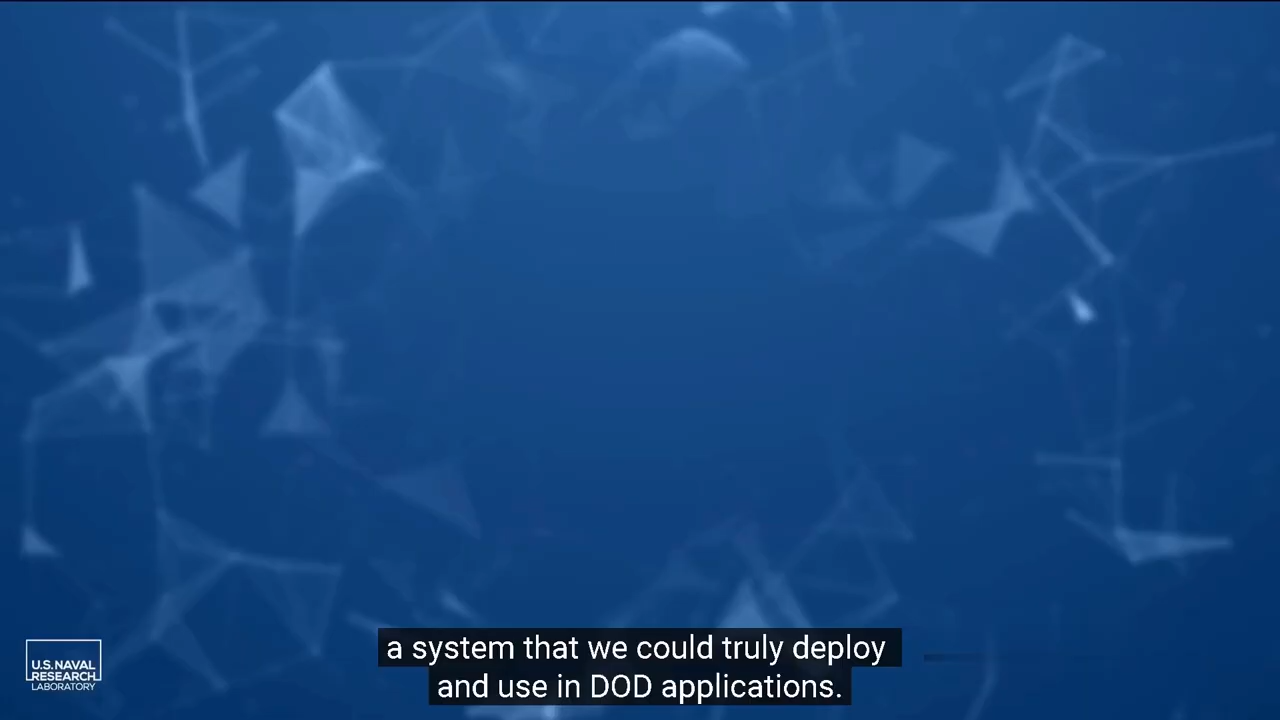 U.S. NAVAL
RESEARCH
LABORATORY
a system that we could truly deploy
and use in DOD applications.